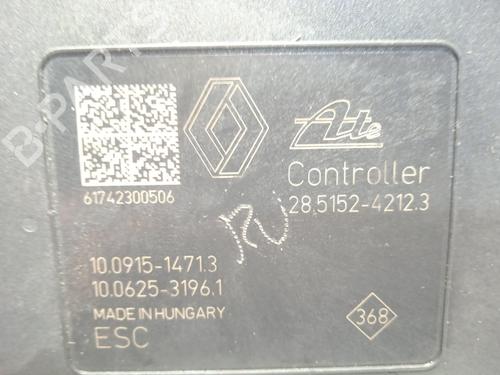 B-PARTS
Ate
61742300506
Controller
28.5152-4212.3
10.0915-1471.3
10.0625-3196.1
MADE IN HUNGARY
ESC
368